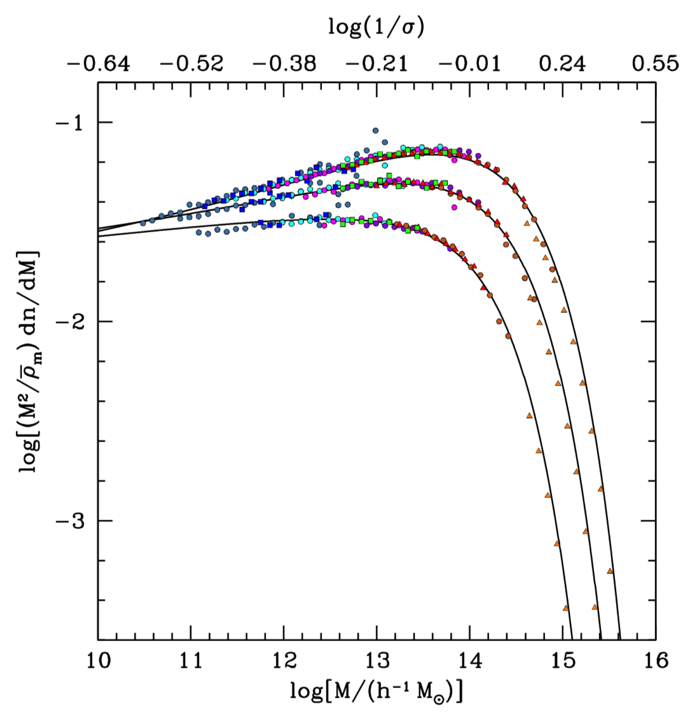 log(1/σ)
−0.64 −0.52 −0.38 −0.21 −0.01 0.24 0.55
log[(M²/ρ̄ₘ) dn/dM]
−1
−2
−3
10 11 12 13 14 15 16
log[M/(h⁻¹ M⊙)]